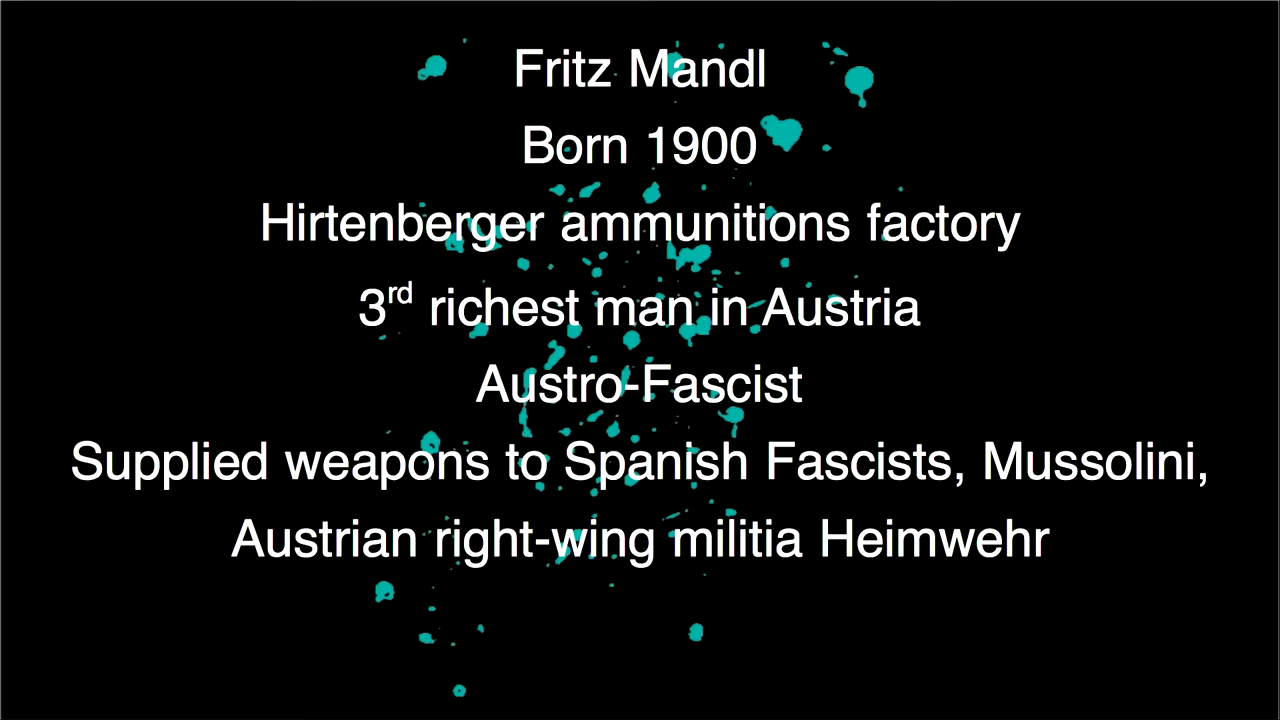 Fritz Mandl
Born 1900
Hirtenberger ammunitions factory
3rd richest man in Austria
Austro-Fascist
Supplied weapons to Spanish Fascists, Mussolini,
Austrian right-wing militia Heimwehr